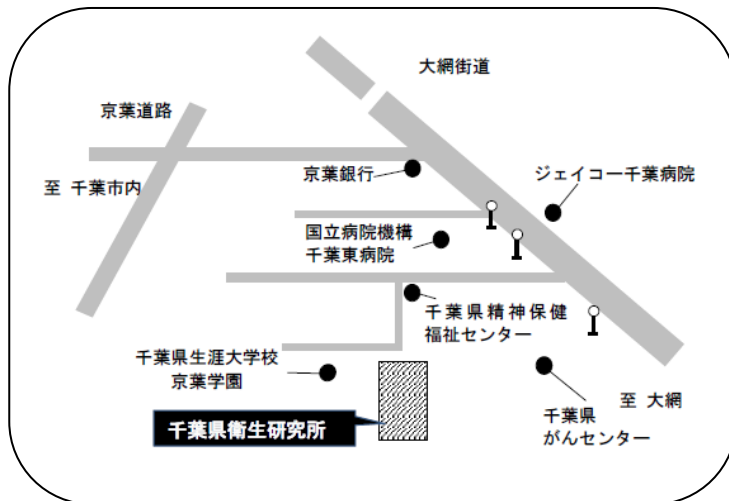 大網街道
京葉道路
京葉銀行
ジェイコー千葉病院
至 千葉市内
国立病院機構
千葉東病院
千葉県精神保健
福祉センター
千葉県生涯大学校
京葉学園
千葉県
がんセンター
至 大網
千葉県衛生研究所